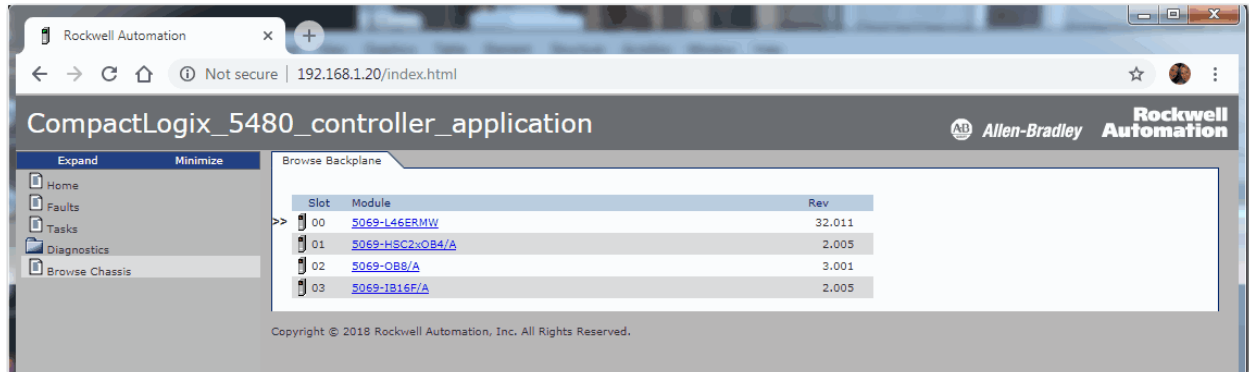 Rockwell Automation
Not secure | 192.168.1.20/index.html
CompactLogix_5480_controller_application
AB Allen-Bradley
Rockwell
Automation
Expand Minimize
Home
Faults
Tasks
Diagnostics
Browse Chassis
Browse Backplane
Slot Module Rev
>> 00 5069-L46ERMW 32.011
01 5069-HSC2xOB4/A 2.005
02 5069-OB8/A 3.001
03 5069-IB16F/A 2.005
Copyright © 2018 Rockwell Automation, Inc. All Rights Reserved.